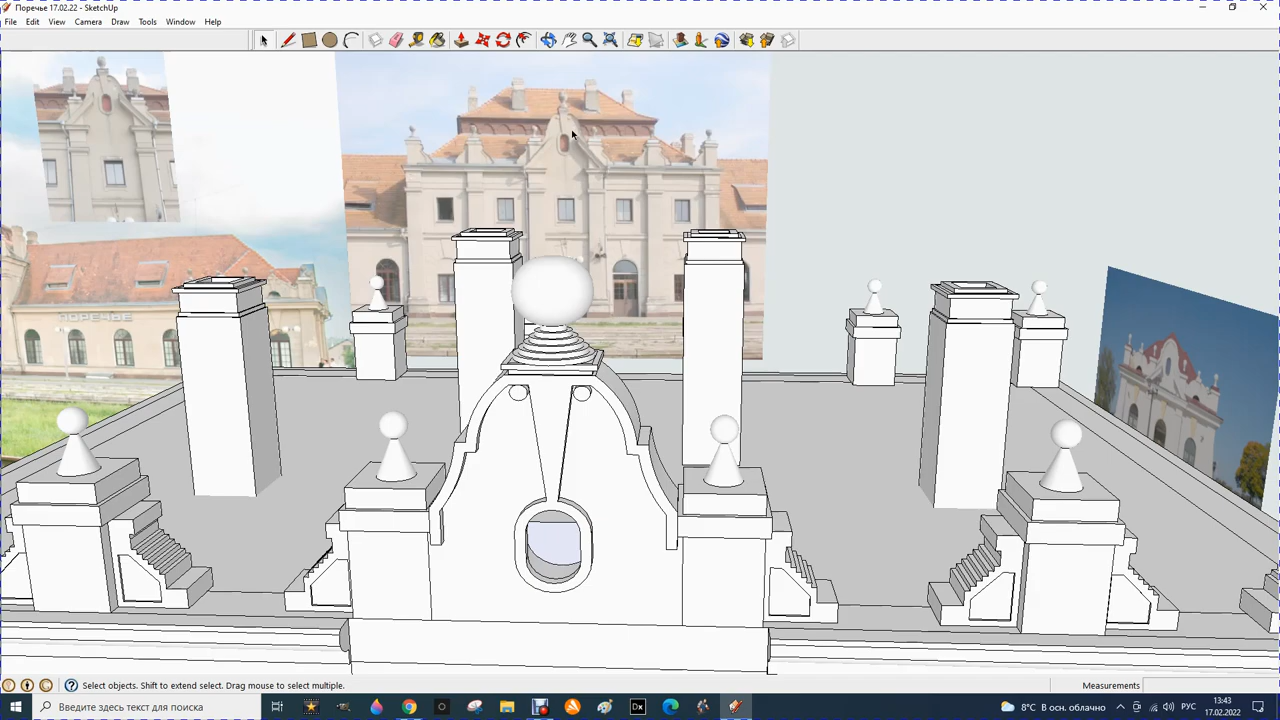 Поречье 17.02.22 - SketchUp
File Edit View Camera Draw Tools Window Help
ПОРЕЧЬЕ
Select objects. Shift to extend select. Drag mouse to select multiple.
Measurements
Введите здесь текст для поиска
Dx
8°C В осн. облачно
РУС
13:43
17.02.2022